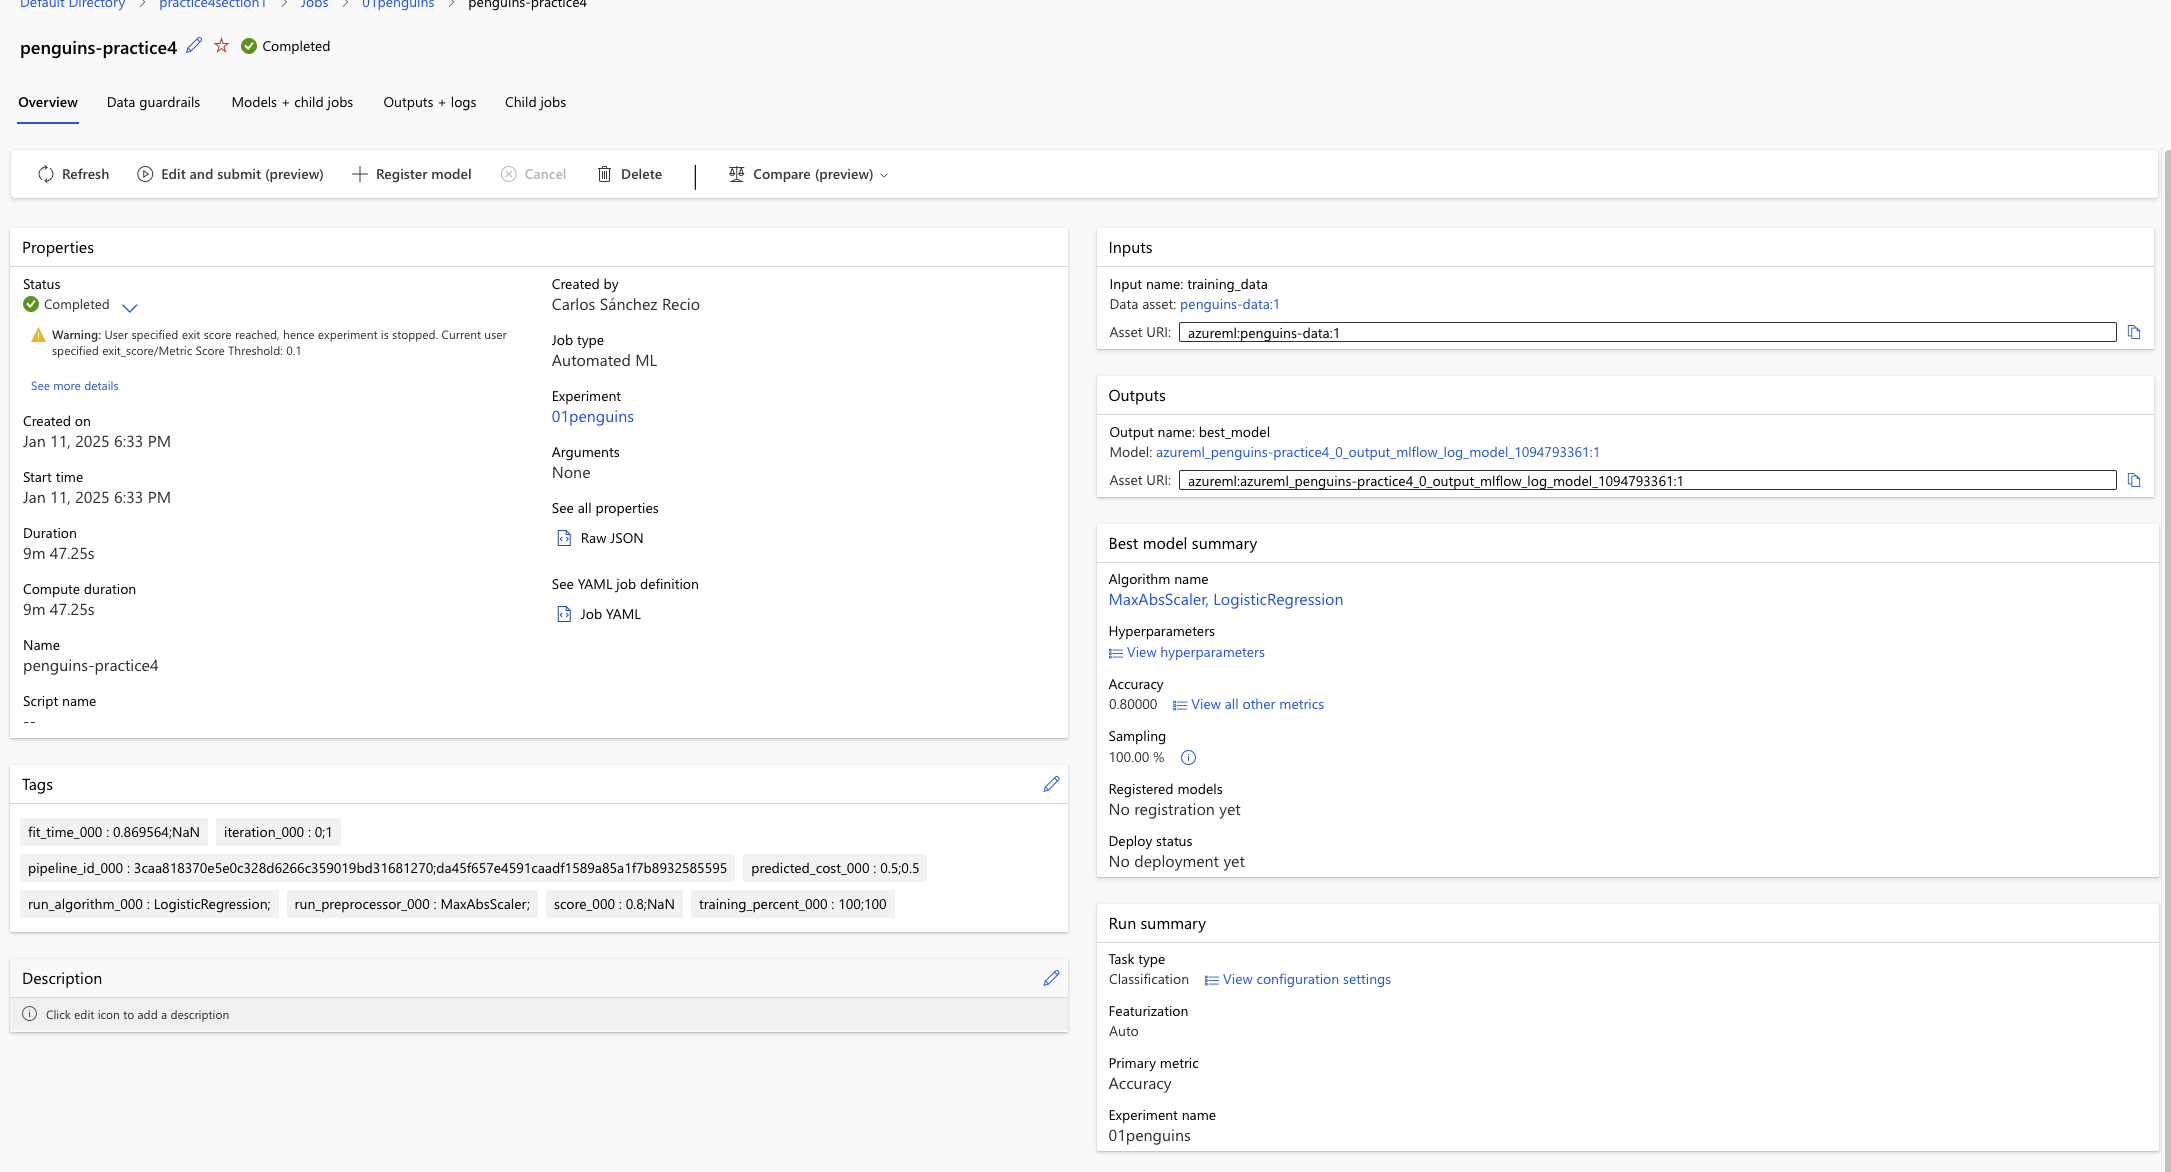 Default Directory > practice4section1 > Jobs > 01penguins > penguins-practice4
penguins-practice4 Completed
Overview Data guardrails Models + child jobs Outputs + logs Child jobs
Refresh Edit and submit (preview) Register model Cancel Delete Compare (preview)
Properties
Status
Completed
Warning: User specified exit score reached, hence experiment is stopped. Current user
specified exit_score/Metric Score Threshold: 0.1
See more details
Created on
Jan 11, 2025 6:33 PM
Start time
Jan 11, 2025 6:33 PM
Duration
9m 47.25s
Compute duration
9m 47.25s
Name
penguins-practice4
Script name
--
Created by
Carlos Sánchez Recio
Job type
Automated ML
Experiment
01penguins
Arguments
None
See all properties
Raw JSON
See YAML job definition
Job YAML
Tags
fit_time_000 : 0.869564;NaN iteration_000 : 0;1
pipeline_id_000 : 3caa818370e5e0c328d6266c359019bd31681270;da45f657e4591caadf1589a85a1f7b8932585595 predicted_cost_000 : 0.5;0.5
run_algorithm_000 : LogisticRegression; run_preprocessor_000 : MaxAbsScaler; score_000 : 0.8;NaN training_percent_000 : 100;100
Description
Click edit icon to add a description
Inputs
Input name: training_data
Data asset: penguins-data:1
Asset URI: azureml:penguins-data:1
Outputs
Output name: best_model
Model: azureml_penguins-practice4_0_output_mlflow_log_model_1094793361:1
Asset URI: azureml:azureml_penguins-practice4_0_output_mlflow_log_model_1094793361:1
Best model summary
Algorithm name
MaxAbsScaler, LogisticRegression
Hyperparameters
View hyperparameters
Accuracy
0.80000 View all other metrics
Sampling
100.00 %
Registered models
No registration yet
Deploy status
No deployment yet
Run summary
Task type
Classification View configuration settings
Featurization
Auto
Primary metric
Accuracy
Experiment name
01penguins